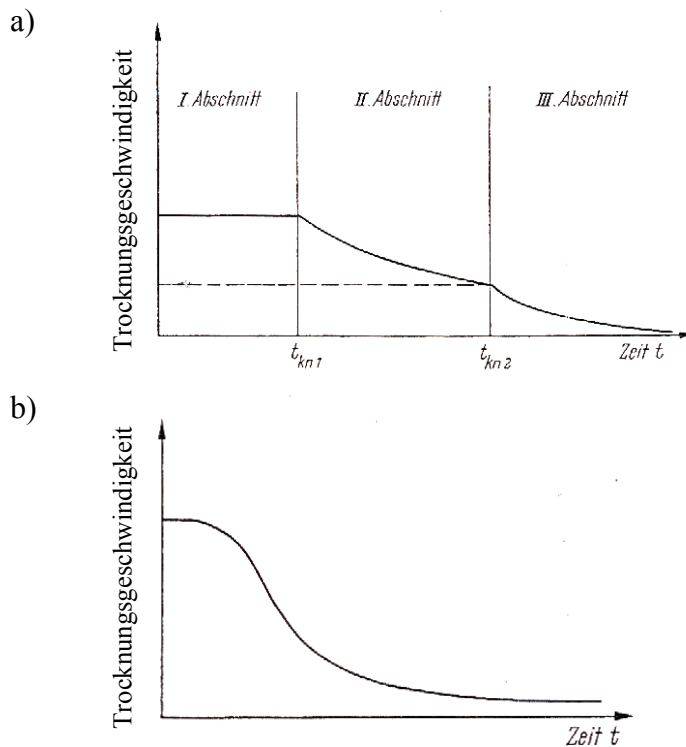 a)
Trocknungsgeschwindigkeit
I. Abschnitt
II. Abschnitt
III. Abschnitt
t_kn1
t_kn2
Zeit t
b)
Trocknungsgeschwindigkeit
Zeit t